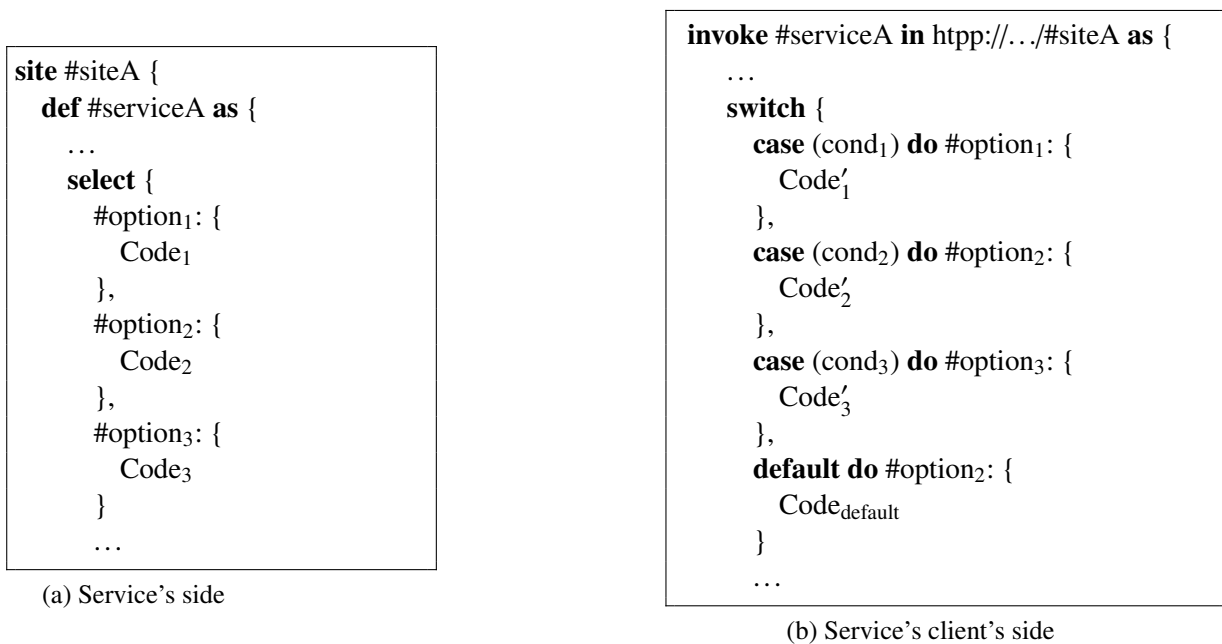 site #siteA {
def #serviceA as {
…
select {
#option₁: {
Code₁
},
#option₂: {
Code₂
},
#option₃: {
Code₃
}
…
(a) Service's side
invoke #serviceA in htpp://…/#siteA as {
…
switch {
case (cond₁) do #option₁: {
Code′₁
},
case (cond₂) do #option₂: {
Code′₂
},
case (cond₃) do #option₃: {
Code′₃
},
default do #option₂: {
Code_default
}
…
(b) Service's client's side